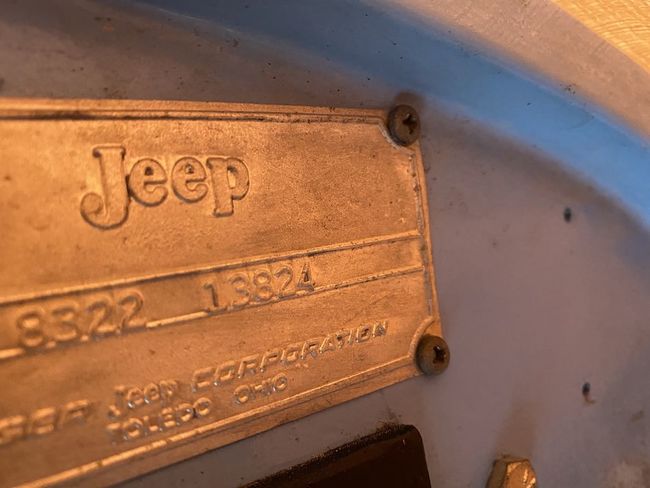 Jeep
8322 13824
Jeep CORPORATION
TOLEDO OHIO